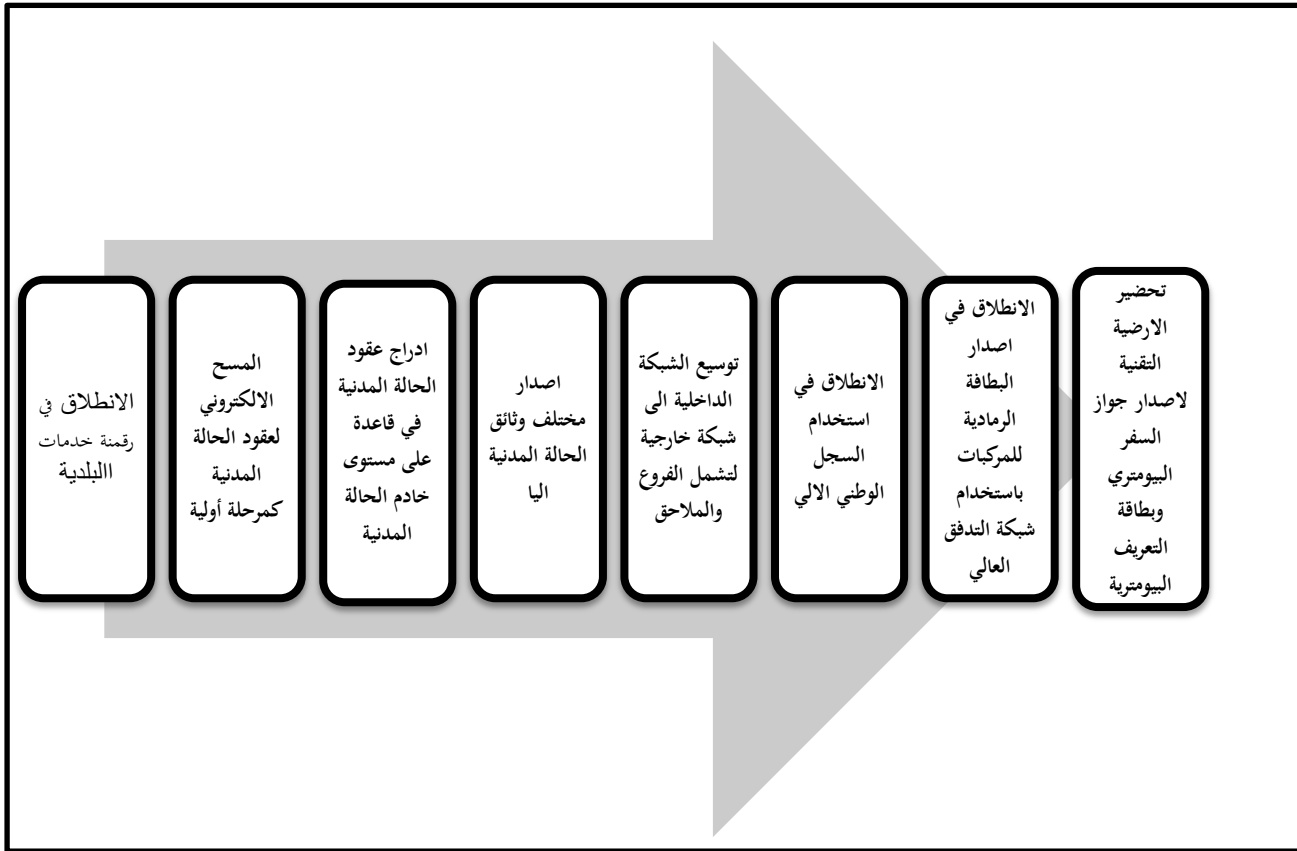 الانطلاق في
رقمنة خدمات
االبلدية
المسح
الالكتروني
لعقود الحالة
المدنية
كمرحلة أولية
ادراج عقود
الحالة المدنية
في قاعدة
على مستوى
خادم الحالة
المدنية
اصدار
مختلف وثائق
الحالة المدنية
اليا
توسيع الشبكة
الداخلية الى
شبكة خارجية
لتشمل الفروع
والملاحق
الانطلاق في
استخدام
السجل
الوطني الالي
الانطلاق في
اصدار
البطاقة
الرمادية
للمركبات
باستخدام
شبكة التدفق
العالي
تحضير
الارضية
التقنية
لاصدار جواز
السفر
البيومتري
وبطاقة
التعريف
البيومترية